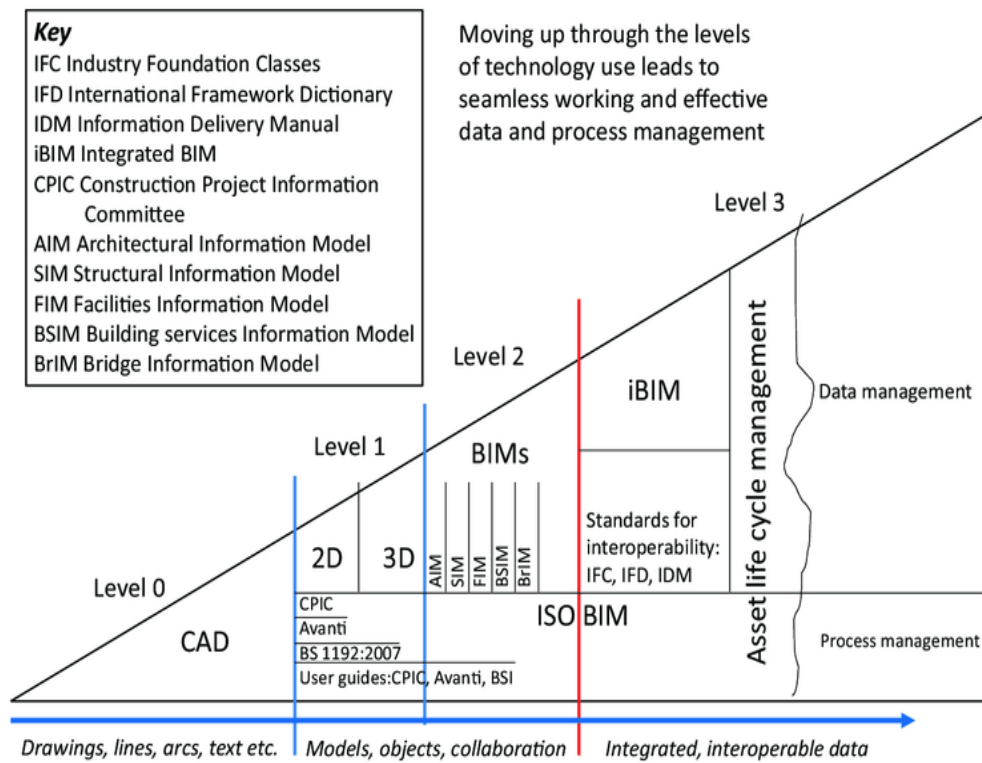 Key
IFC Industry Foundation Classes
IFD International Framework Dictionary
IDM Information Delivery Manual
iBIM Integrated BIM
CPIC Construction Project Information
Committee
AIM Architectural Information Model
SIM Structural Information Model
FIM Facilities Information Model
BSIM Building services Information Model
BrIM Bridge Information Model
Moving up through the levels
of technology use leads to
seamless working and effective
data and process management
Level 3
Level 2
Level 1
Level 0
iBIM
BIMs
Asset life cycle management
Data management
2D
3D
AIM
SIM
FIM
BSIM
BrIM
Standards for
interoperability:
IFC, IFD, IDM
CAD
CPIC
Avanti
BS 1192:2007
User guides:CPIC, Avanti, BSI
ISO BIM
Process management
Drawings, lines, arcs, text etc.
Models, objects, collaboration
Integrated, interoperable data